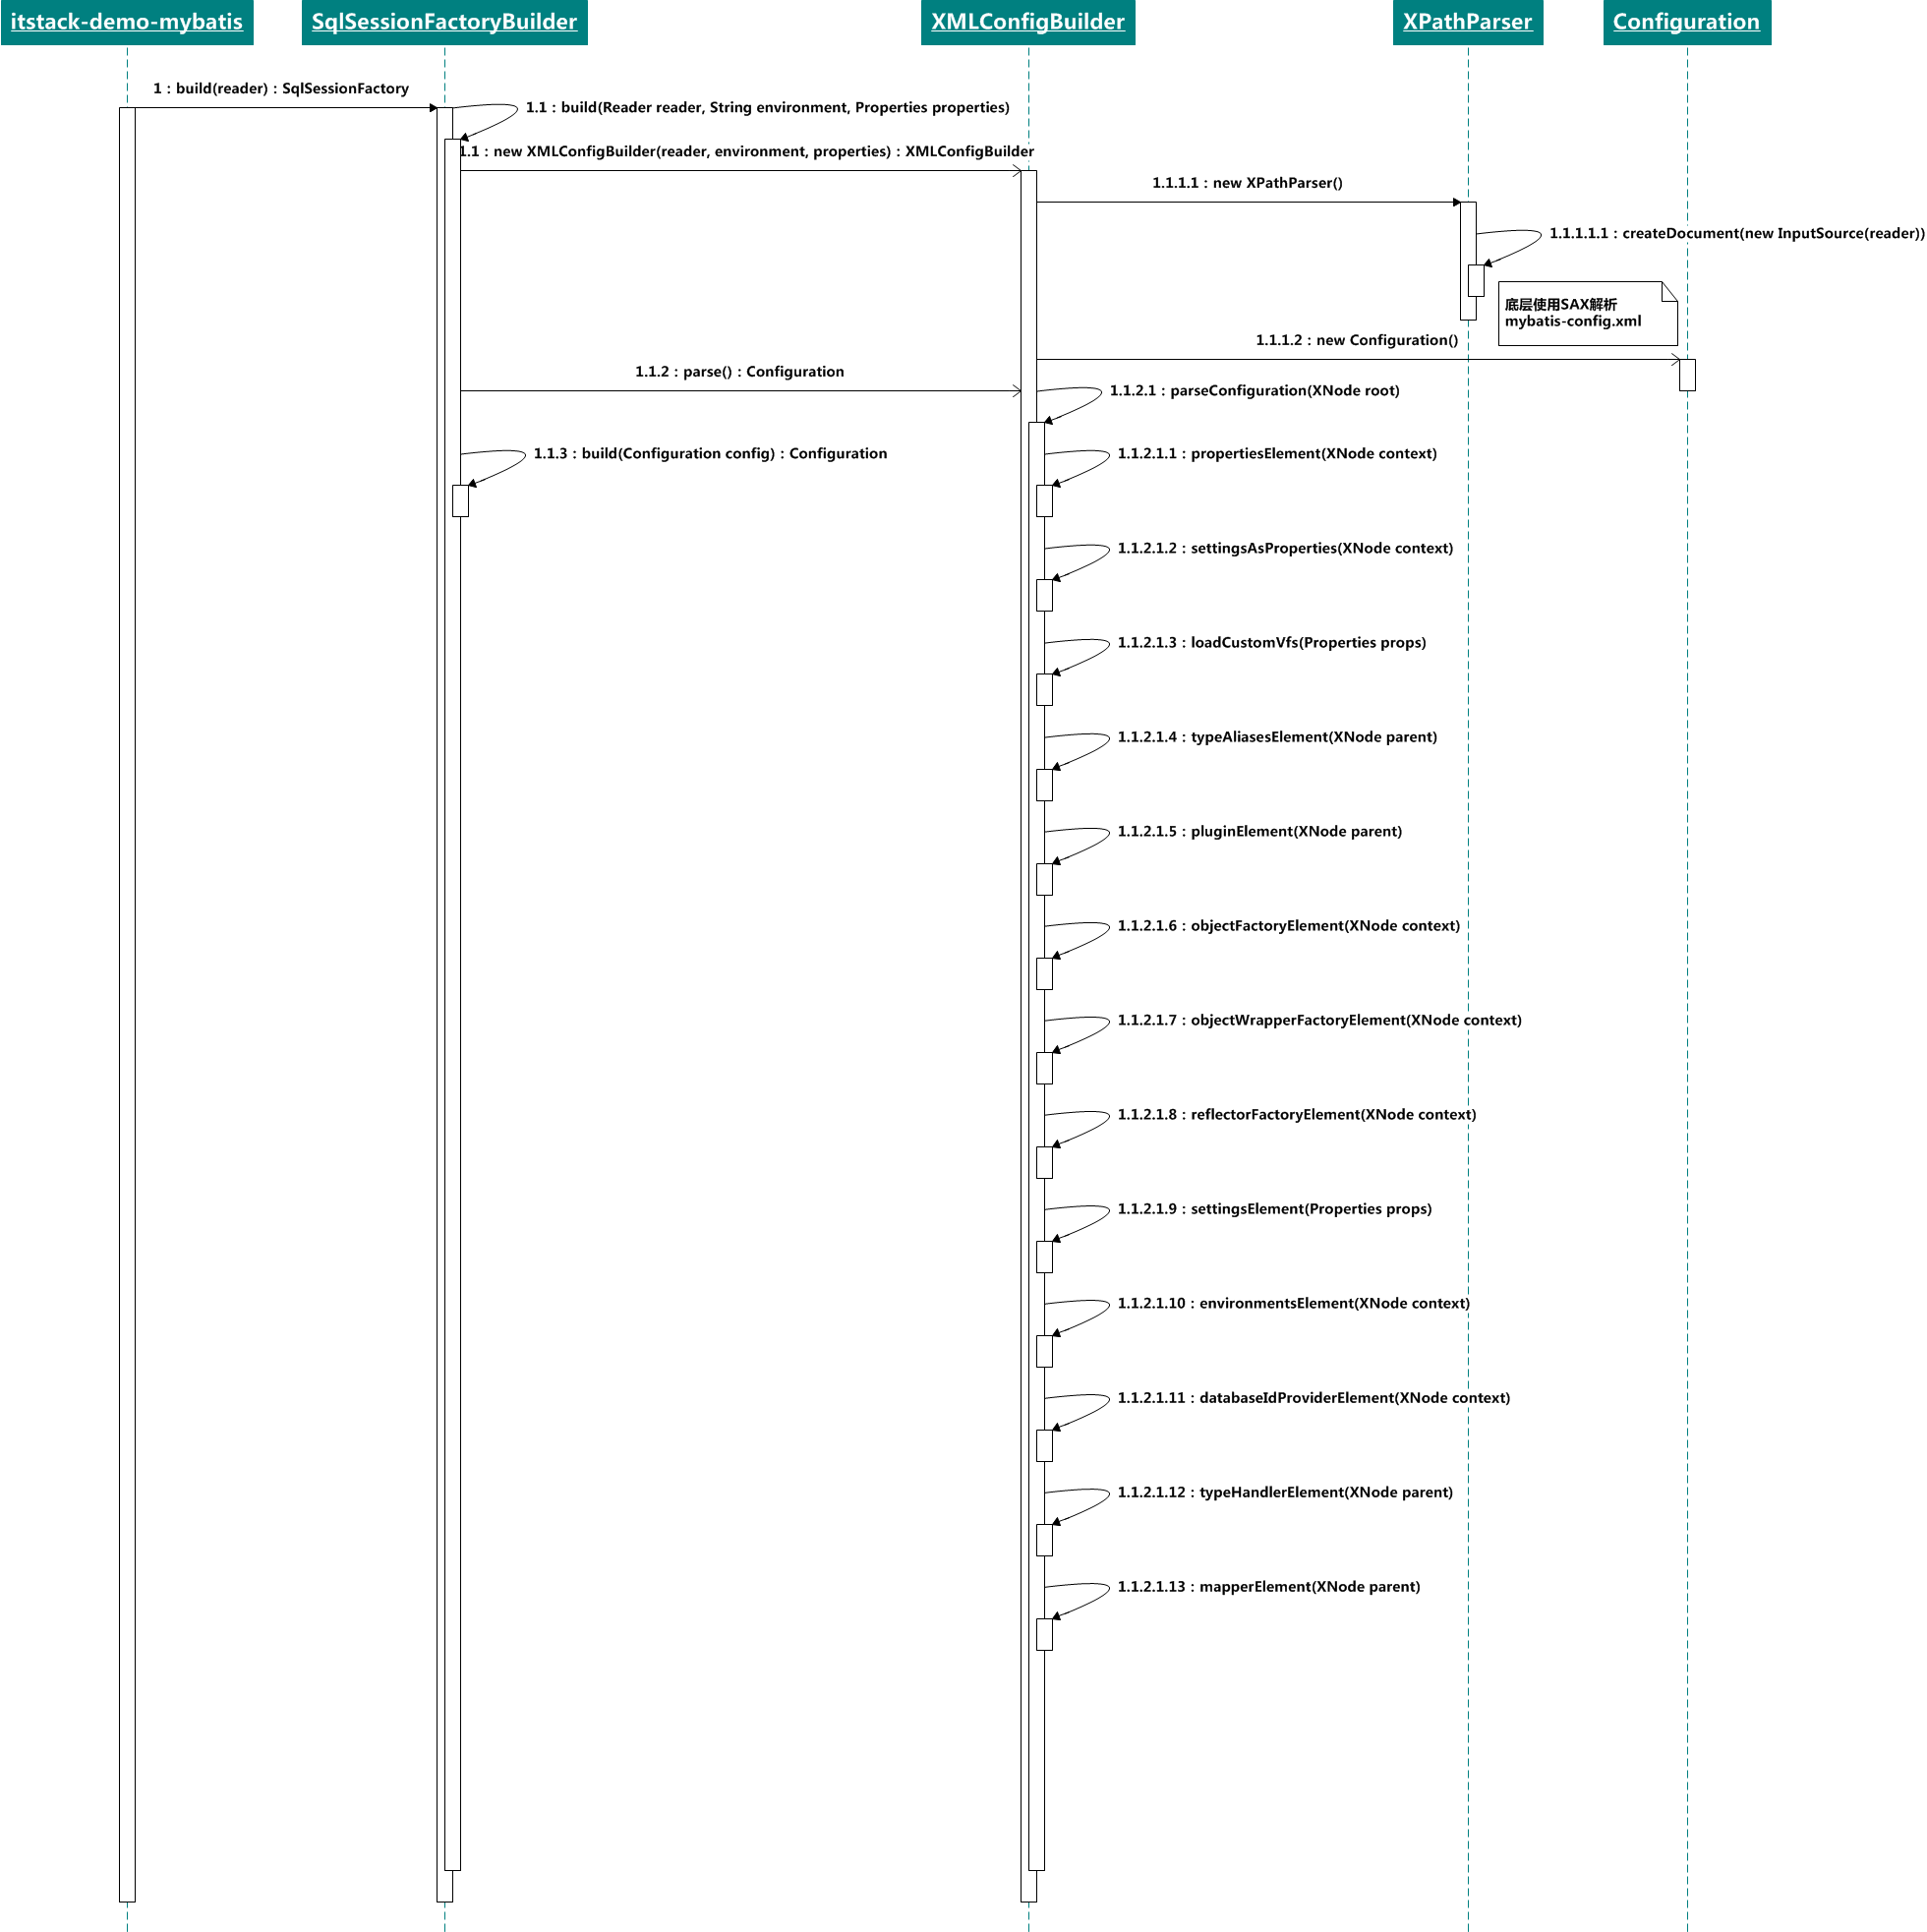 itstack-demo-mybatis
SqlSessionFactoryBuilder
XMLConfigBuilder
XPathParser
Configuration
1 : build(reader) : SqlSessionFactory
1.1 : build(Reader reader, String environment, Properties properties)
1.1 : new XMLConfigBuilder(reader, environment, properties) : XMLConfigBuilder
1.1.1.1 : new XPathParser()
1.1.1.1.1 : createDocument(new InputSource(reader))
底层使用SAX解析
mybatis-config.xml
1.1.1.2 : new Configuration()
1.1.2 : parse() : Configuration
1.1.2.1 : parseConfiguration(XNode root)
1.1.3 : build(Configuration config) : Configuration
1.1.2.1.1 : propertiesElement(XNode context)
1.1.2.1.2 : settingsAsProperties(XNode context)
1.1.2.1.3 : loadCustomVfs(Properties props)
1.1.2.1.4 : typeAliasesElement(XNode parent)
1.1.2.1.5 : pluginElement(XNode parent)
1.1.2.1.6 : objectFactoryElement(XNode context)
1.1.2.1.7 : objectWrapperFactoryElement(XNode context)
1.1.2.1.8 : reflectorFactoryElement(XNode context)
1.1.2.1.9 : settingsElement(Properties props)
1.1.2.1.10 : environmentsElement(XNode context)
1.1.2.1.11 : databaseIdProviderElement(XNode context)
1.1.2.1.12 : typeHandlerElement(XNode parent)
1.1.2.1.13 : mapperElement(XNode parent)